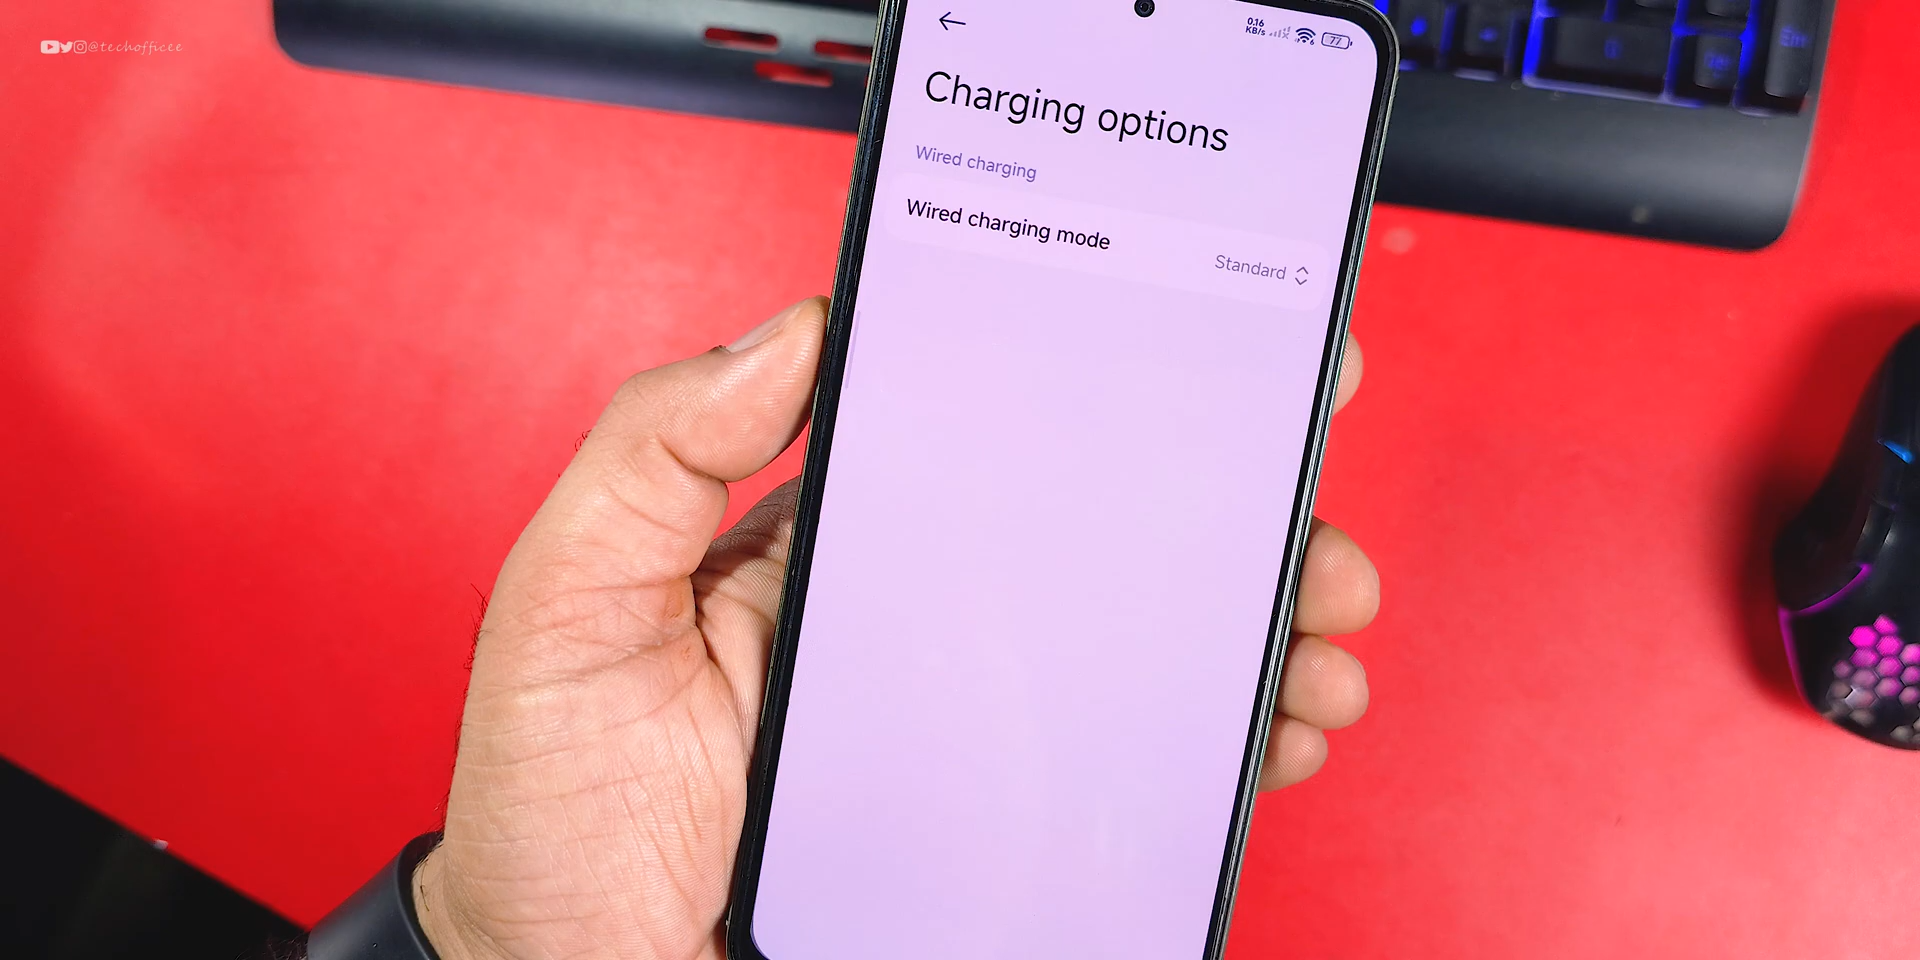 @techofficee
0.16
KB/s
77
Charging options
Wired charging
Wired charging mode
Standard